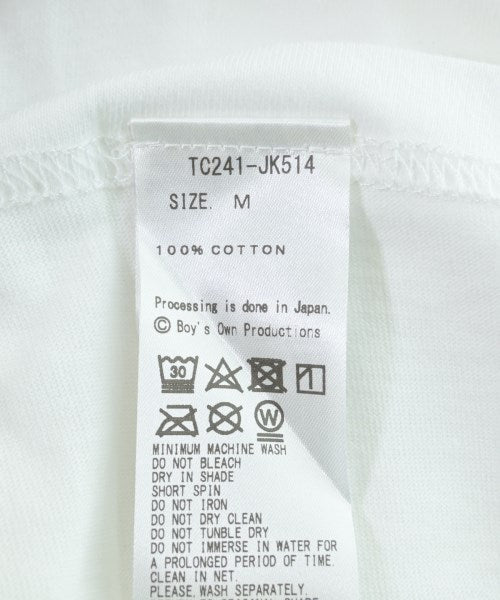 TC241-JK514
SIZE. M
100% COTTON
Processing is done in Japan.
© Boy's Own Productions
30
W
MINIMUM MACHINE WASH
DO NOT BLEACH
DRY IN SHADE
SHORT SPIN
DO NOT IRON
DO NOT DRY CLEAN
DO NOT TUMBLE DRY
DO NOT IMMERSE IN WATER FOR
A PROLONGED PERIOD OF TIME.
CLEAN IN NET.
PLEASE, WASH SEPARATELY.